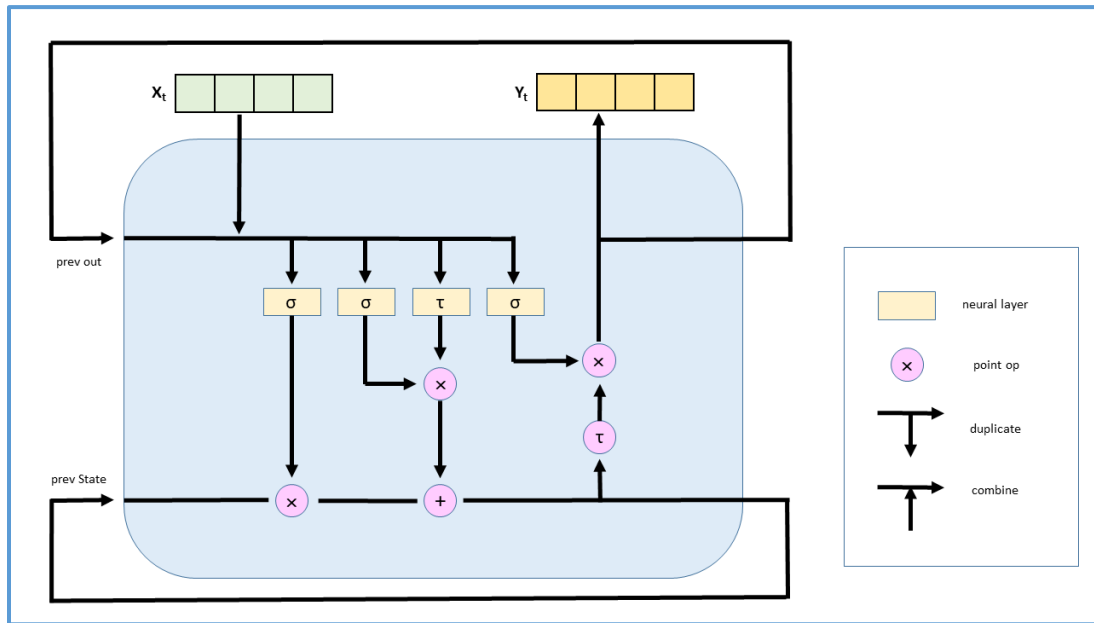 Xt
Yt
prev out
σ
σ
τ
σ
neural layer
×
point op
×
×
τ
duplicate
prev State
combine
×
+